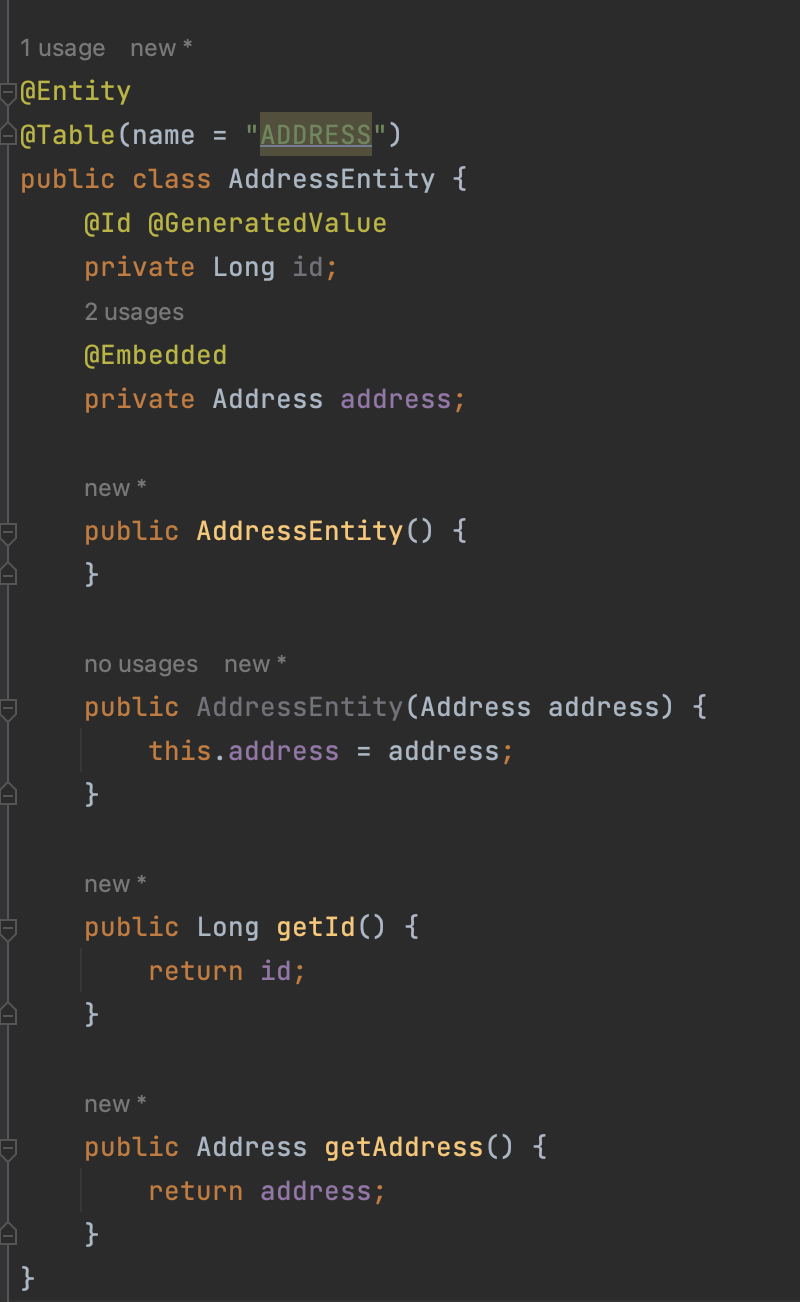 1 usage new *
@Entity
@Table(name = "ADDRESS")
public class AddressEntity {
@Id @GeneratedValue
private Long id;
2 usages
@Embedded
private Address address;
new *
public AddressEntity() {
}
no usages new *
public AddressEntity(Address address) {
this.address = address;
}
new *
public Long getId() {
return id;
}
new *
public Address getAddress() {
return address;
}
}